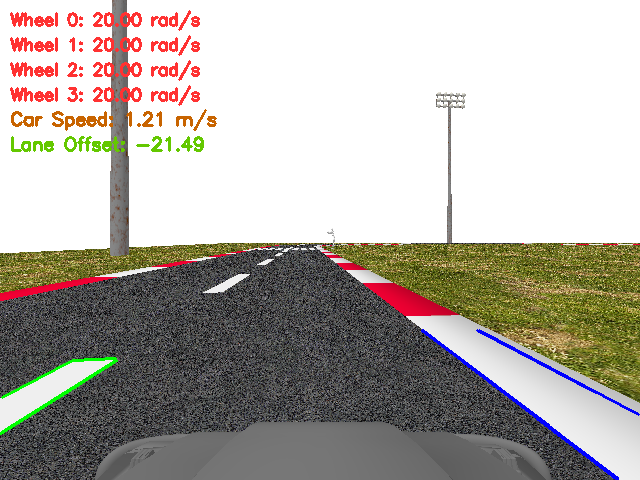 Wheel 0: 20.00 rad/s
Wheel 1: 20.00 rad/s
Wheel 2: 20.00 rad/s
Wheel 3: 20.00 rad/s
Car Speed: 1.21 m/s
Lane Offset: -21.49